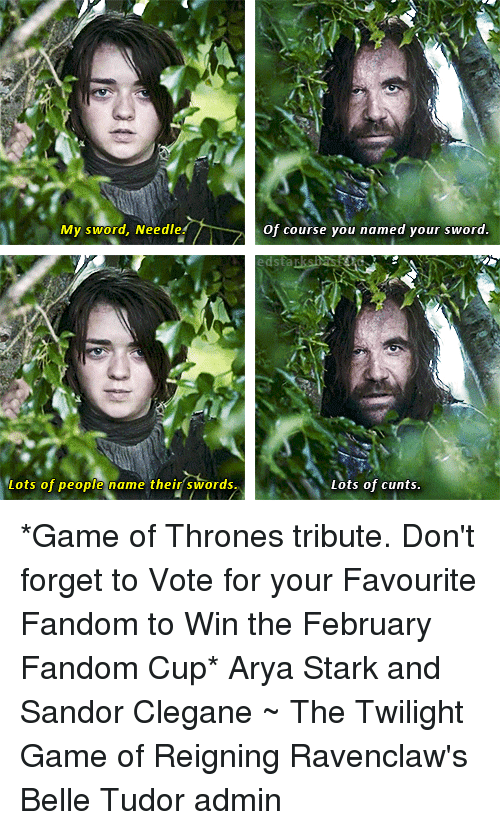 My sword, Needle.
Of course you named your sword.
Lots of people name their swords.
Lots of cunts.
*Game of Thrones tribute. Don't
forget to Vote for your Favourite
Fandom to Win the February
Fandom Cup* Arya Stark and
Sandor Clegane ~ The Twilight
Game of Reigning Ravenclaw's
Belle Tudor admin